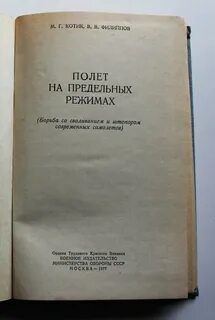 М. Г. КОТИК, В. В. ФИЛИППОВ
ПОЛЕТ
НА ПРЕДЕЛЬНЫХ
РЕЖИМАХ
(Борьба со сваливанием и штопором
современных самолетов)
Ордена Трудового Красного Знамени
ВОЕННОЕ ИЗДАТЕЛЬСТВО
МИНИСТЕРСТВА ОБОРОНЫ СССР
МОСКВА—1977